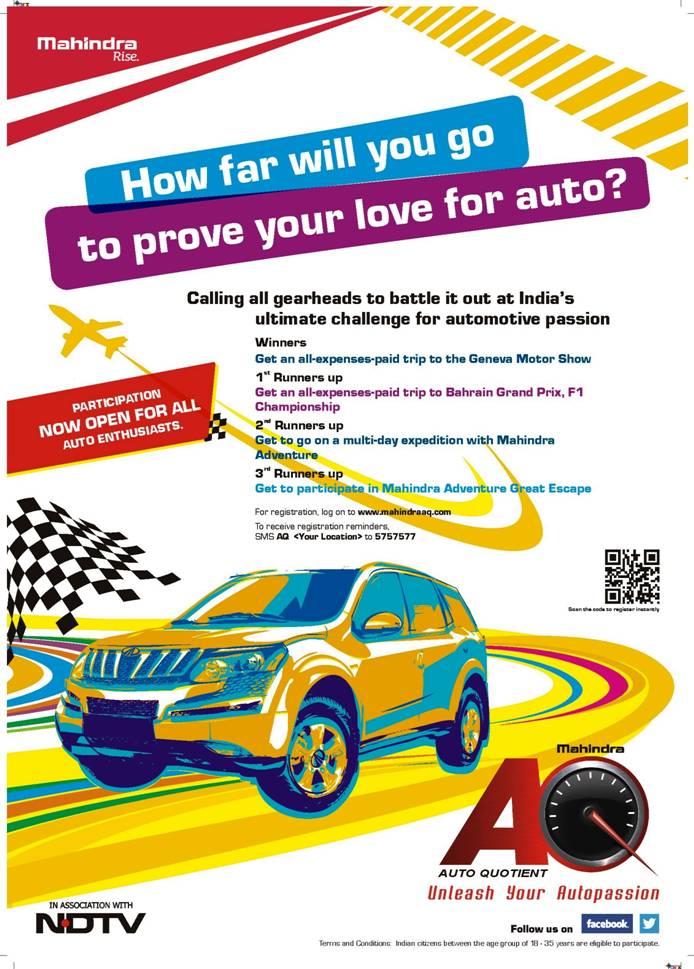 Mahindra
Rise.
How far will you go
to prove your love for auto?
Calling all gearheads to battle it out at India's
ultimate challenge for automotive passion
Winners
Get an all-expenses-paid trip to the Geneva Motor Show
1st Runners up
Get an all-expenses-paid trip to Bahrain Grand Prix, F1
Championship
2nd Runners up
Get to go on a multi-day expedition with Mahindra
Adventure
3rd Runners up
Get to participate in Mahindra Adventure Great Escape
PARTICIPATION
NOW OPEN FOR ALL
AUTO ENTHUSIASTS.
For registration, log on to www.mahindraaq.com
To receive registration reminders,
SMS AQ <Your Location> to 5757577
Scan the code to register instantly
Mahindra
AQ
AUTO QUOTIENT
Unleash Your Autopassion
IN ASSOCIATION WITH
NDTV
Follow us on facebook
Terms and Conditions: Indian citizens between the age group of 18 - 35 years are eligible to participate.